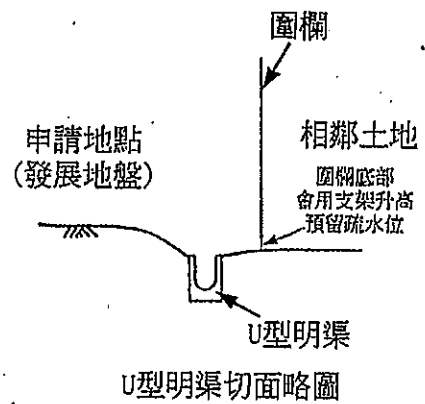 圍欄
申請地點
(發展地盤)
相鄰土地
圍欄底部
會用支架升高
預留疏水位
U型明渠
U型明渠切面略圖